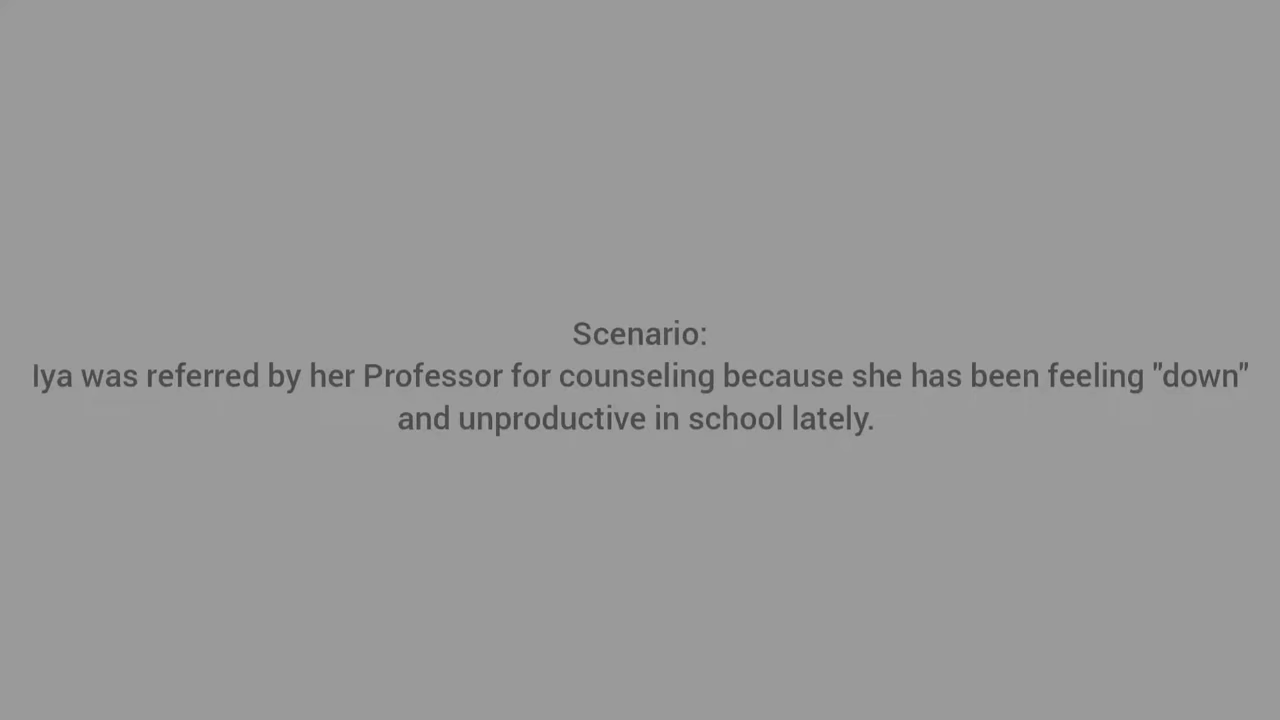 Scenario:
Iya was referred by her Professor for counseling because she has been feeling "down"
and unproductive in school lately.